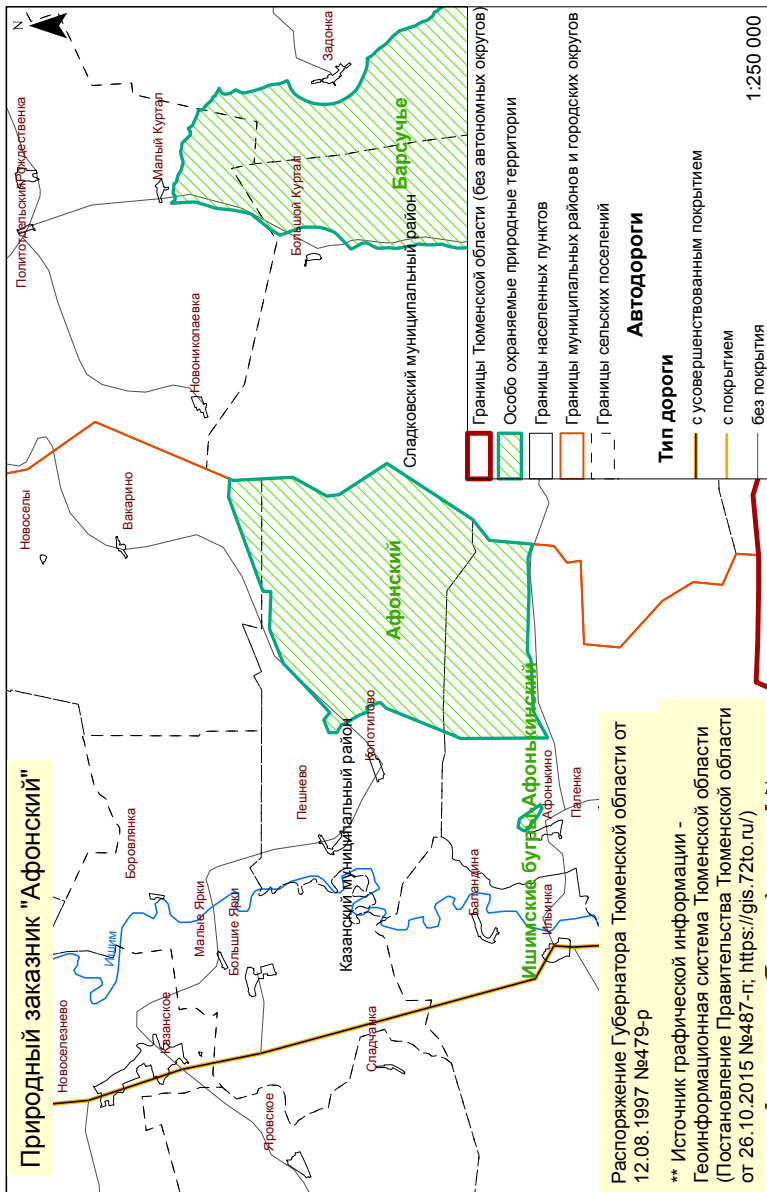 Природный заказник "Афонский"
N
Новоселезнево
Казанское
Яровское
Ишим
Боровлянка
Малые Ярки
Большие Ярки
Сладчанка
Пешнево
Казанский муниципальный район
Копотилово
Баландина
Ильинка
Ишимские бугры-Афонькинский
Афонькино
Паленка
Афонский
Новоселы
Вакарино
Новониколаевка
Политотдельский
Рождественка
Малый Куртал
Большой Куртал
Задонка
Барсучье
Сладковский муниципальный район
Границы Тюменской области (без автономных округов)
Особо охраняемые природные территории
Границы населенных пунктов
Границы муниципальных районов и городских округов
Границы сельских поселений
Автодороги
Тип дороги
с усовершенствованным покрытием
с покрытием
без покрытия
1:250 000
Распоряжение Губернатора Тюменской области от
12.08.1997 №479-р
** Источник графической информации -
Геоинформационная система Тюменской области
(Постановление Правительства Тюменской области
от 26.10.2015 №487-п; https://gis.72to.ru/)